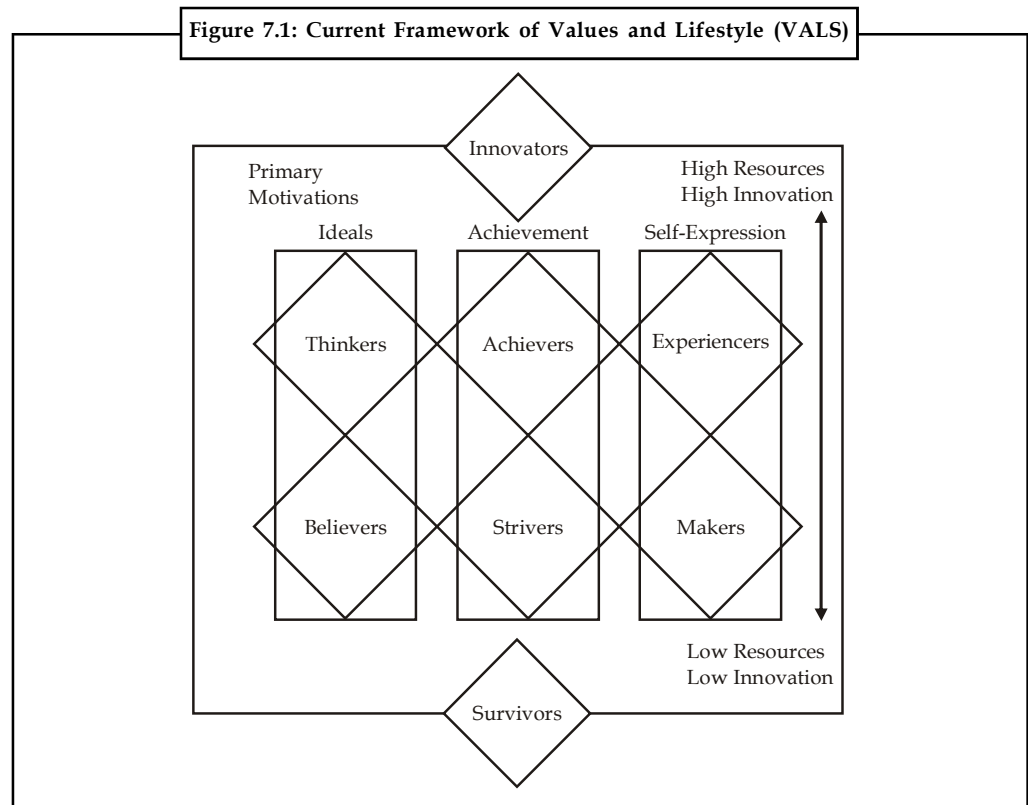 Figure 7.1: Current Framework of Values and Lifestyle (VALS)
Innovators
Primary
Motivations
High Resources
High Innovation
Ideals
Achievement
Self-Expression
Thinkers
Achievers
Experiencers
Believers
Strivers
Makers
Low Resources
Low Innovation
Survivors